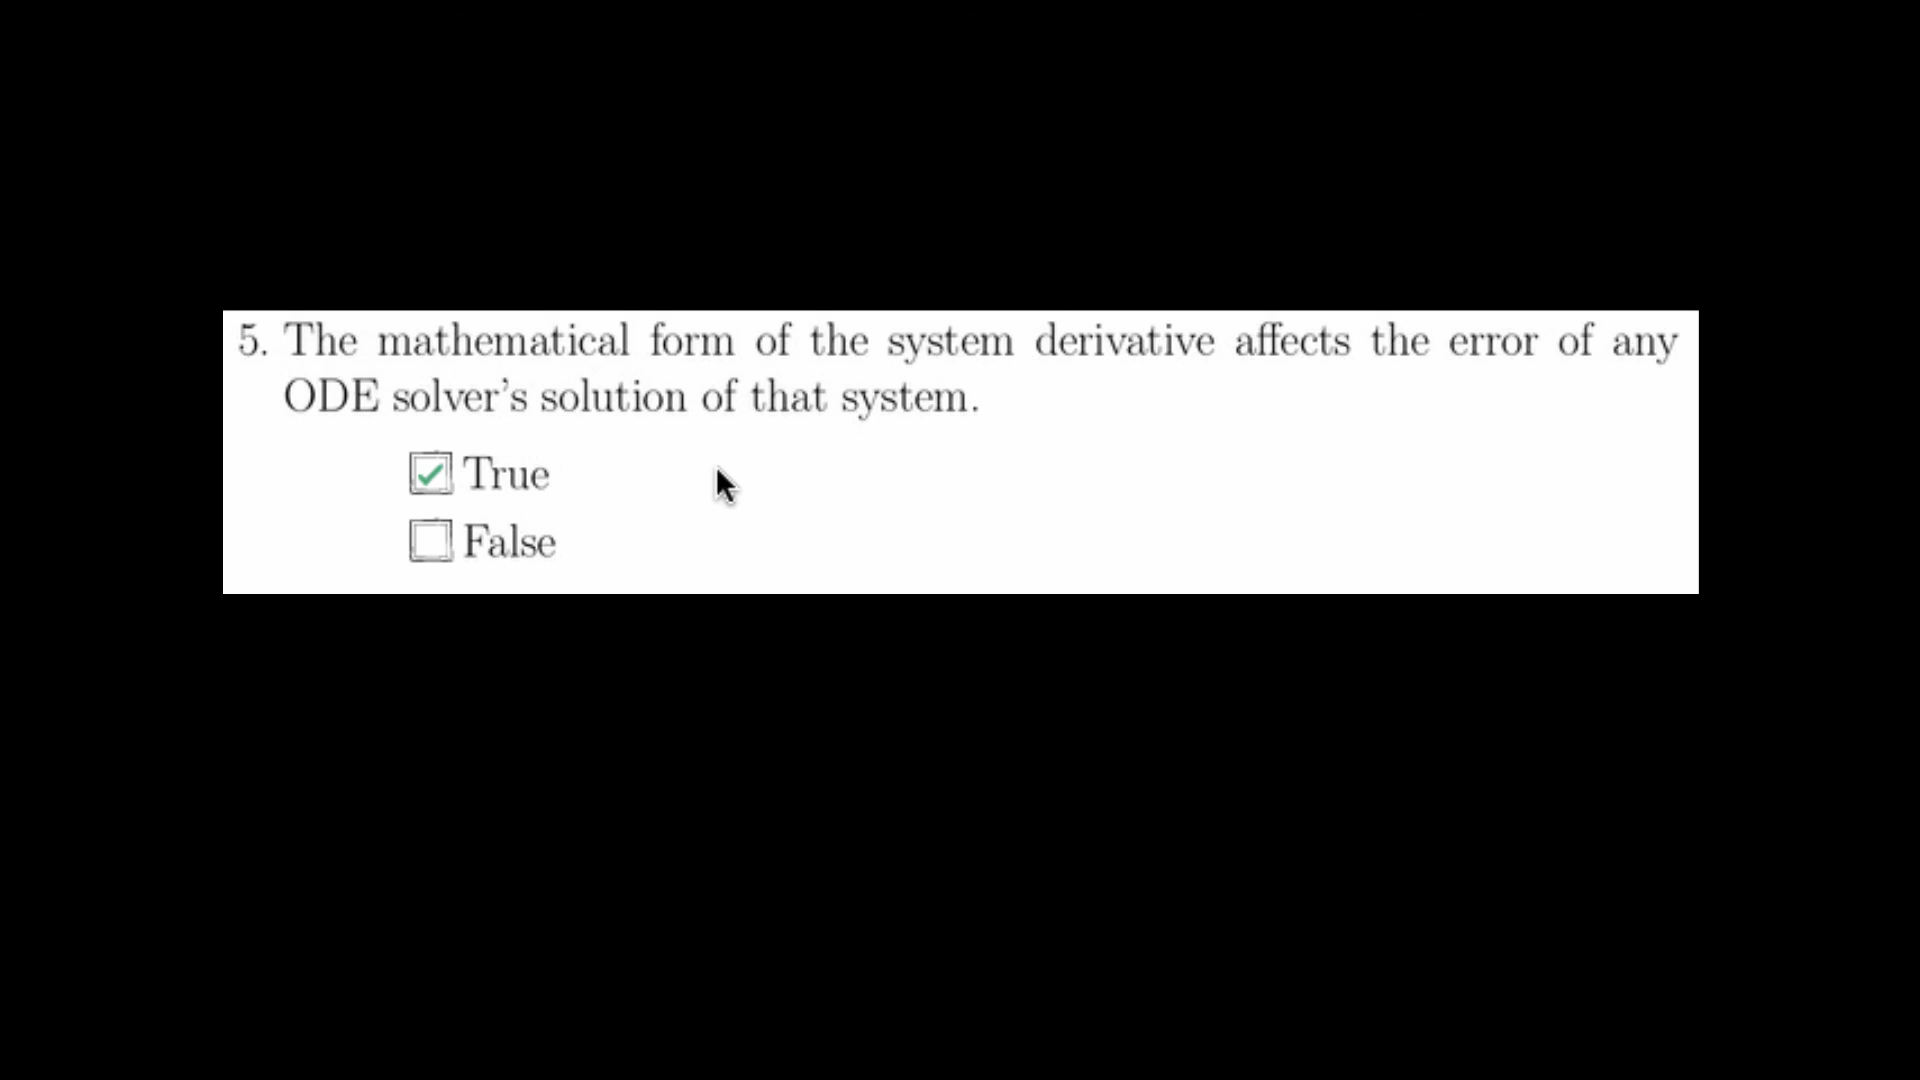 5. The mathematical form of the system derivative affects the error of any
ODE solver's solution of that system.
True
False